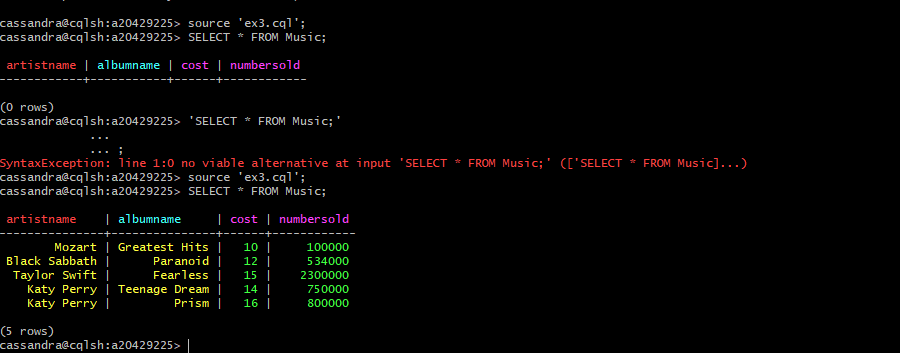 cassandra@cqlsh:a20429225> source 'ex3.cql';
cassandra@cqlsh:a20429225> SELECT * FROM Music;
 artistname | albumname | cost | numbersold
------------+-----------+------+------------
(0 rows)
cassandra@cqlsh:a20429225> 'SELECT * FROM Music;'
             ...
             ... ;
SyntaxException: line 1:0 no viable alternative at input 'SELECT * FROM Music;' (['SELECT * FROM Music]...)
cassandra@cqlsh:a20429225> source 'ex3.cql';
cassandra@cqlsh:a20429225> SELECT * FROM Music;
 artistname    | albumname     | cost | numbersold
---------------+---------------+------+------------
        Mozart | Greatest Hits |   10 |     100000
 Black Sabbath |      Paranoid |   12 |     534000
  Taylor Swift |      Fearless |   15 |    2300000
    Katy Perry | Teenage Dream |   14 |     750000
    Katy Perry |         Prism |   16 |     800000
(5 rows)
cassandra@cqlsh:a20429225>